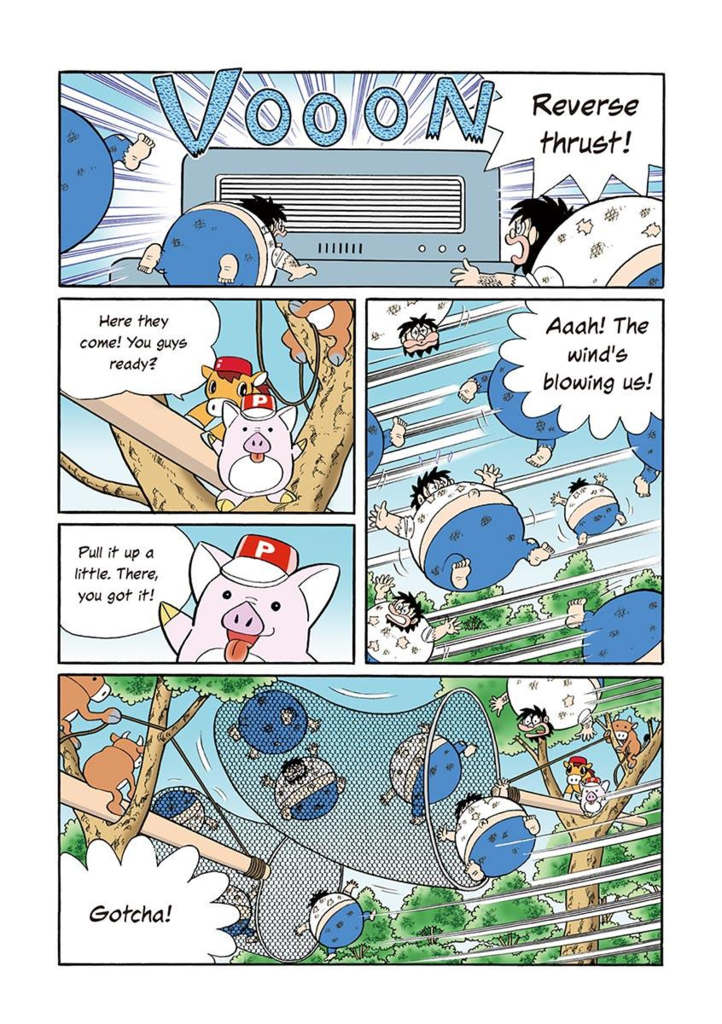 VOOON
Reverse
thrust!
Here they
come! You guys
ready?
P
Aaah! The
wind's
blowing us!
Pull it up a
little. There,
you got it!
P
Gotcha!